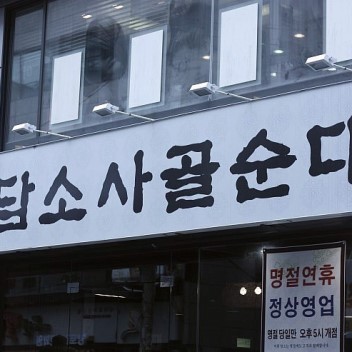 담소사골순대
명절연휴
정상영업
명절 당일만 오후 5시 개점